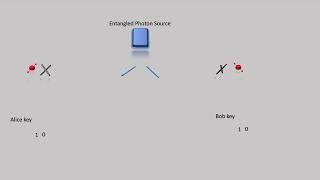 Entangled Photon Source
Alice key
1 0
Bob key
1 0